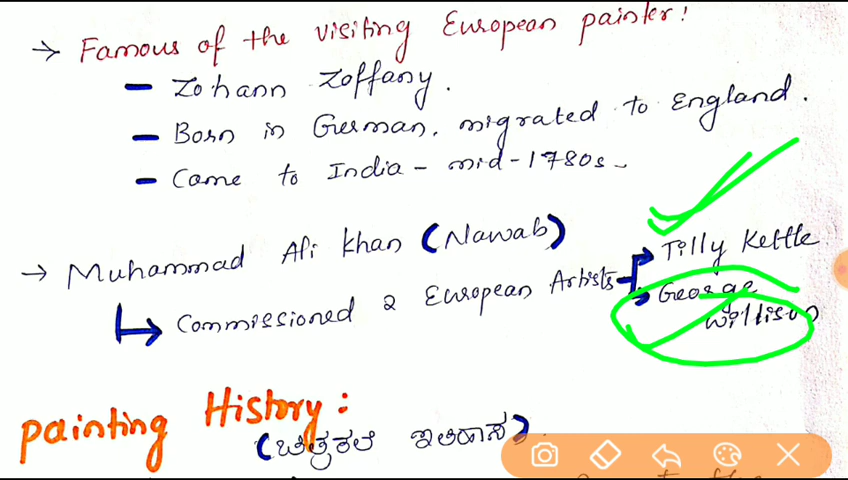 → Famous of the visiting European painter:
- Zohann Zoffany.
- Born in German, migrated to England.
- Came to India - mid-1780s-
→ Muhammad Ali Khan (Nawab)
Commissioned 2 European Artists
Tilly Kettle
George
Willison
Painting History:
(ಚಿತ್ರಕಲೆ ಇತಿಹಾಸ)